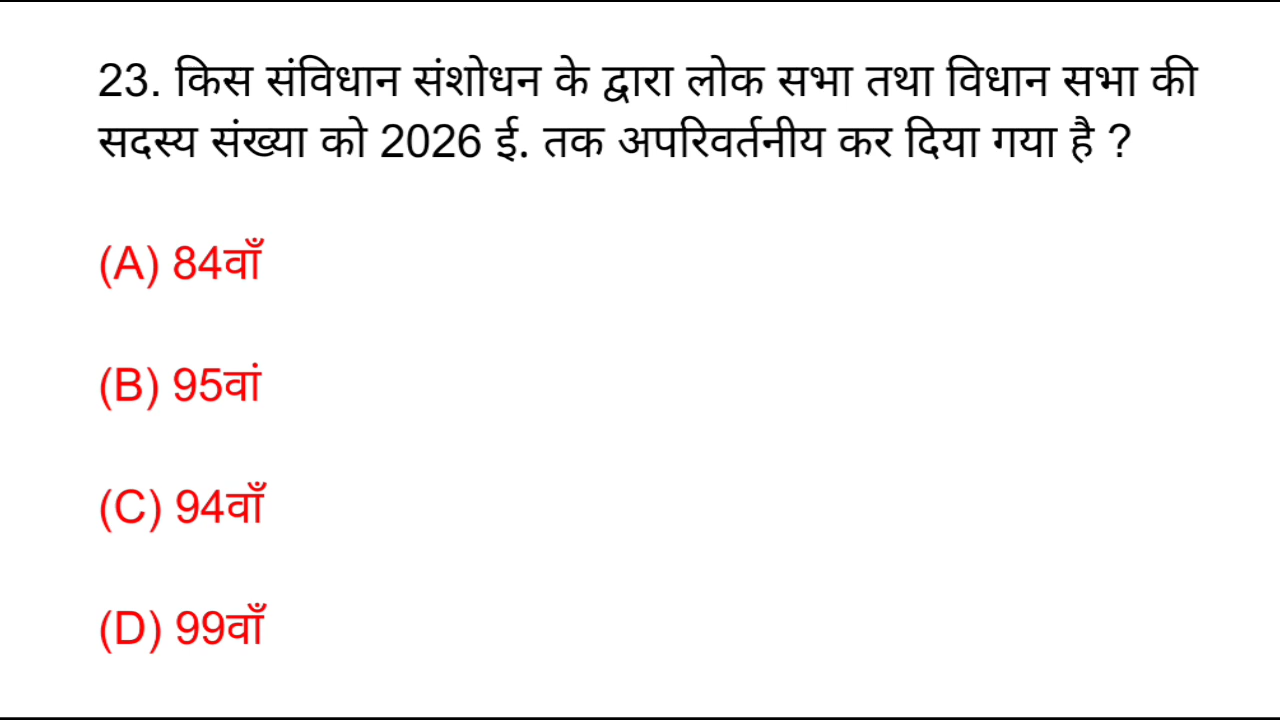 23. किस संविधान संशोधन के द्वारा लोक सभा तथा विधान सभा की
सदस्य संख्या को 2026 ई. तक अपरिवर्तनीय कर दिया गया है ?
(A) 84वाँ
(B) 95वां
(C) 94वाँ
(D) 99वाँ